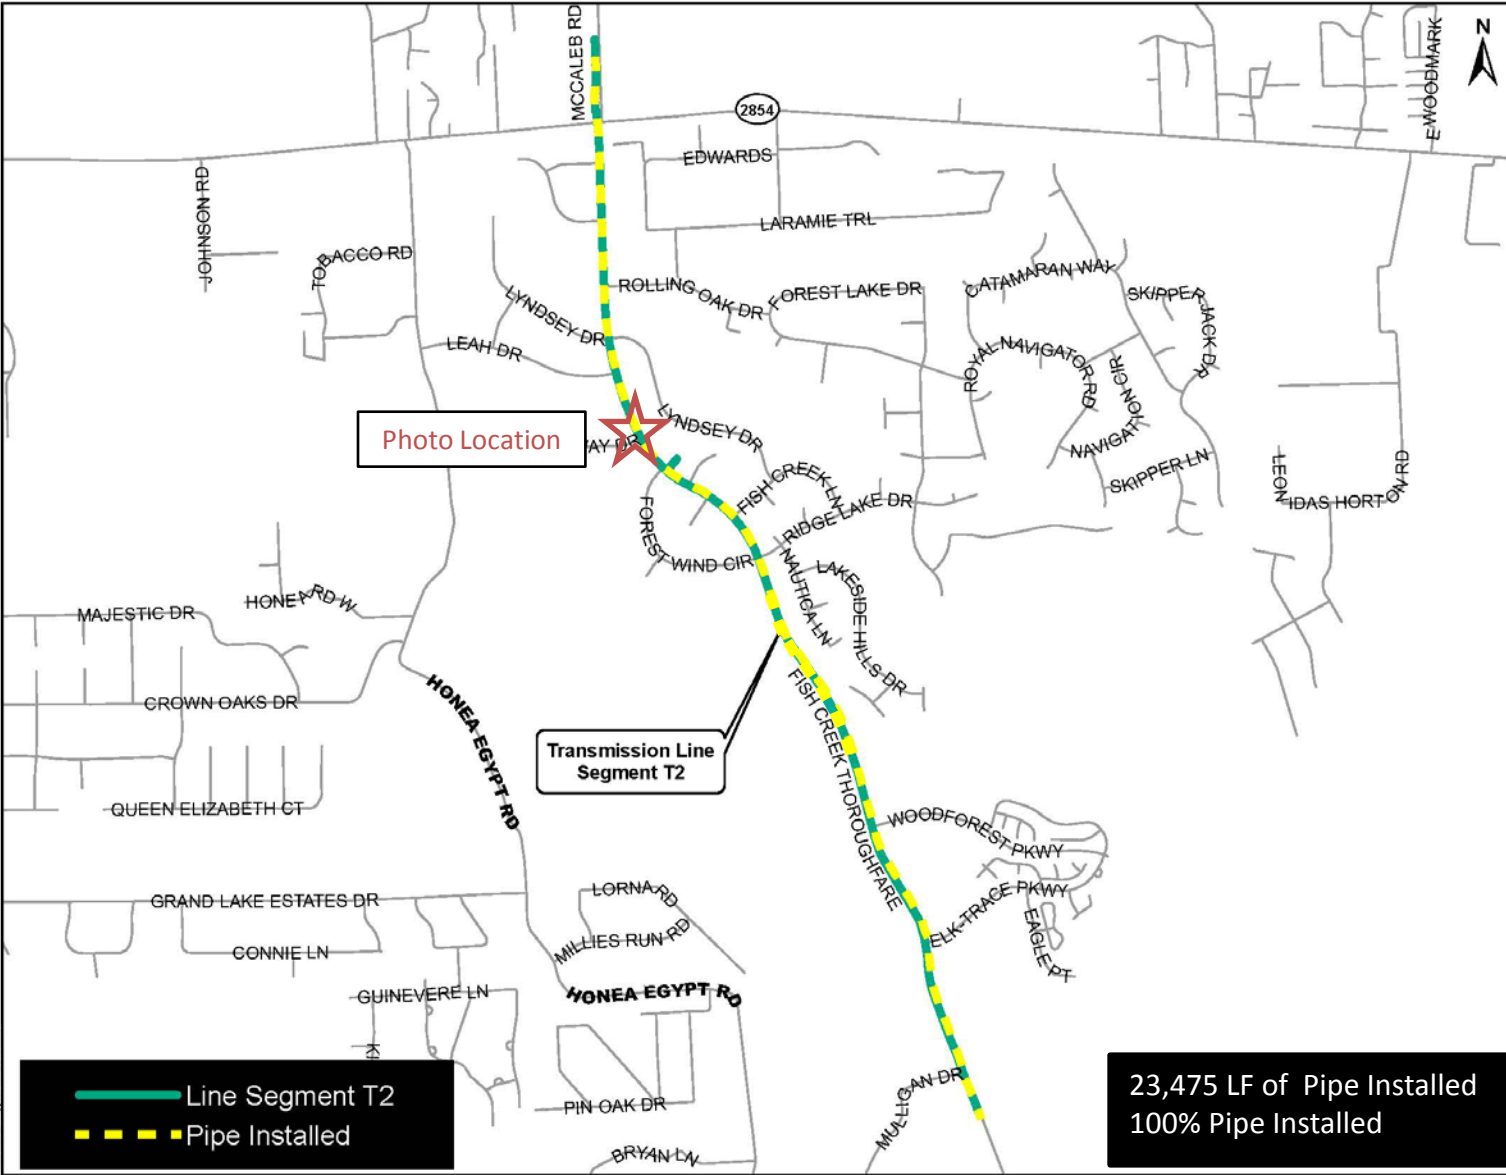 N
MCCALEB RD
E WOODMARK
2854
EDWARDS
JOHNSON RD
LARAMIE TRL
TOBACCO RD
CATAMARAN WAY
ROLLING OAK DR
FOREST LAKE DR
SKIPPER JACK DR
LYNDSEY DR
LEAH DR
ROYAL NAVIGATOR RD
NAVIGATION CIR
LYNDSEY DR
Photo Location
WAY DR
SKIPPER LN
FISH CREEK LN
LEONIDAS HORTON RD
RIDGE LAKE DR
FOREST WIND CIR
NAUTICA LN
LAKESIDE HILLS DR
HONEA RD W
MAJESTIC DR
CROWN OAKS DR
HONEA EGYPT RD
Transmission Line
Segment T2
FISH CREEK THOROUGHFARE
QUEEN ELIZABETH CT
WOODFOREST PKWY
GRAND LAKE ESTATES DR
LORNA RD
ELK-TRACE PKWY
EAGLE PT
MILLIES RUN RD
CONNIE LN
GUINEVERE LN
HONEA EGYPT RD
KI
MULLIGAN DR
PIN OAK DR
BRYAN LN
Line Segment T2
Pipe Installed
23,475 LF of Pipe Installed
100% Pipe Installed